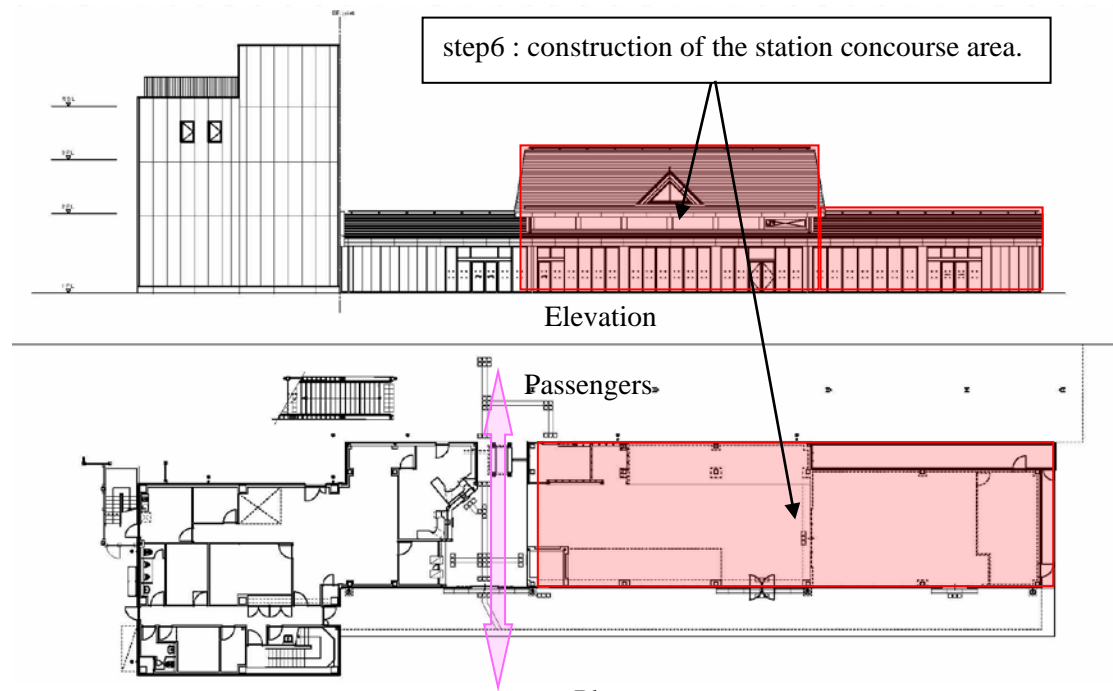 step6 : construction of the station concourse area.
Elevation
Passengers